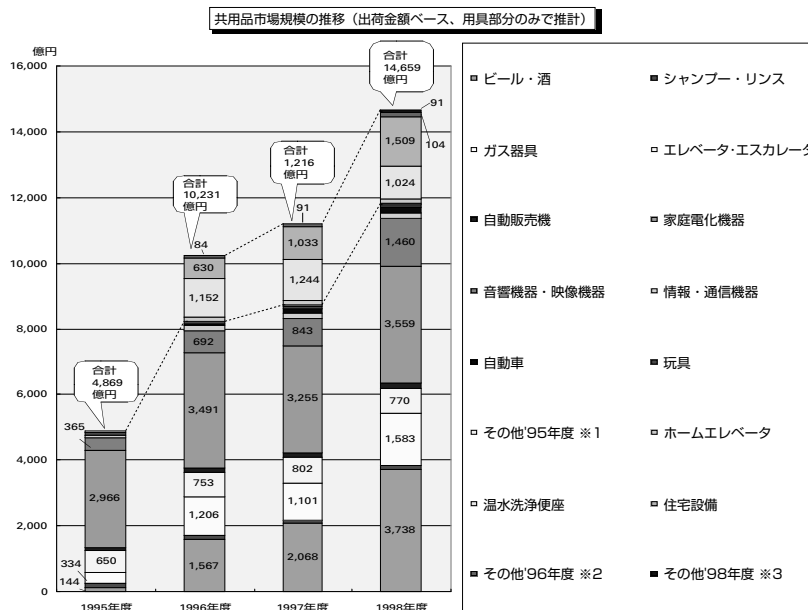 共用品市場規模の推移（出荷金額ベース、用具部分のみで推計）
億円
16,000
14,000
12,000
10,000
8,000
6,000
4,000
2,000
0
合計
4,869
億円
365
2,966
650
334
144
1995年度
合計
10,231
億円
84
630
1,152
692
3,491
753
1,206
1,567
1996年度
合計
1,216
億円
91
1,033
1,244
843
3,255
802
1,101
2,068
1997年度
合計
14,659
億円
91
104
1,509
1,024
1,460
3,559
770
1,583
3,738
1998年度
ビール・酒
シャンプー・リンス
ガス器具
エレベータ・エスカレータ
自動販売機
家庭電化機器
音響機器・映像機器
情報・通信機器
自動車
玩具
その他'95年度 ※1
ホームエレベータ
温水洗浄便座
住宅設備
その他'96年度 ※2
その他'98年度 ※3